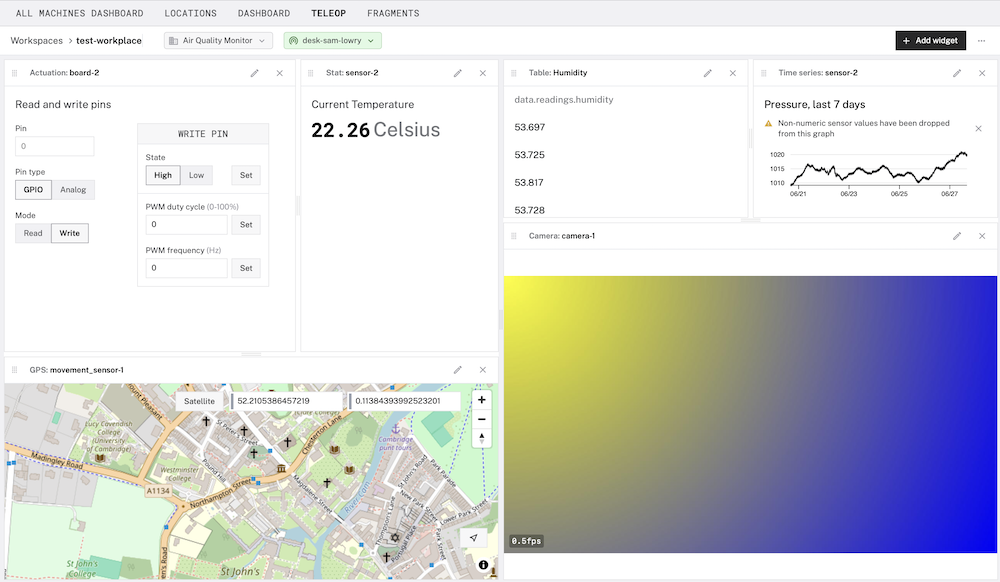 ALL MACHINES DASHBOARD LOCATIONS DASHBOARD TELEOP FRAGMENTS
Workspaces > test-workplace Air Quality Monitor desk-sam-lowry + Add widget ...
Actuation: board-2
Read and write pins
Pin
0
Pin type
GPIO Analog
Mode
Read Write
WRITE PIN
State
High Low Set
PWM duty cycle (0-100%)
0 Set
PWM frequency (Hz)
0 Set
Stat: sensor-2
Current Temperature
22.26 Celsius
Table: Humidity
data.readings.humidity
53.697
53.725
53.817
53.728
Time series: sensor-2
Pressure, last 7 days
Non-numeric sensor values have been dropped
from this graph
1020
1015
1010
06/21 06/23 06/25 06/27
GPS: movement_sensor-1
Satellite 52.2105386457219 0.11384393992523201
+
−
Mount Pleasant
Lucy Cavendish
College
(University
of Cambridge)
Madingley Road
A1134
Westminster
College
Pound Hill
St Peter's Street
Chesterton Lane
Northampton Street
Magdalene Street
Cambridge
punt tours
River Cam
St John's Road
Park Parade
New Park Street
Lower Park Street
Thompson's Lane
Portugal Place
St John's
College
St John's
Camera: camera-1
0.5fps